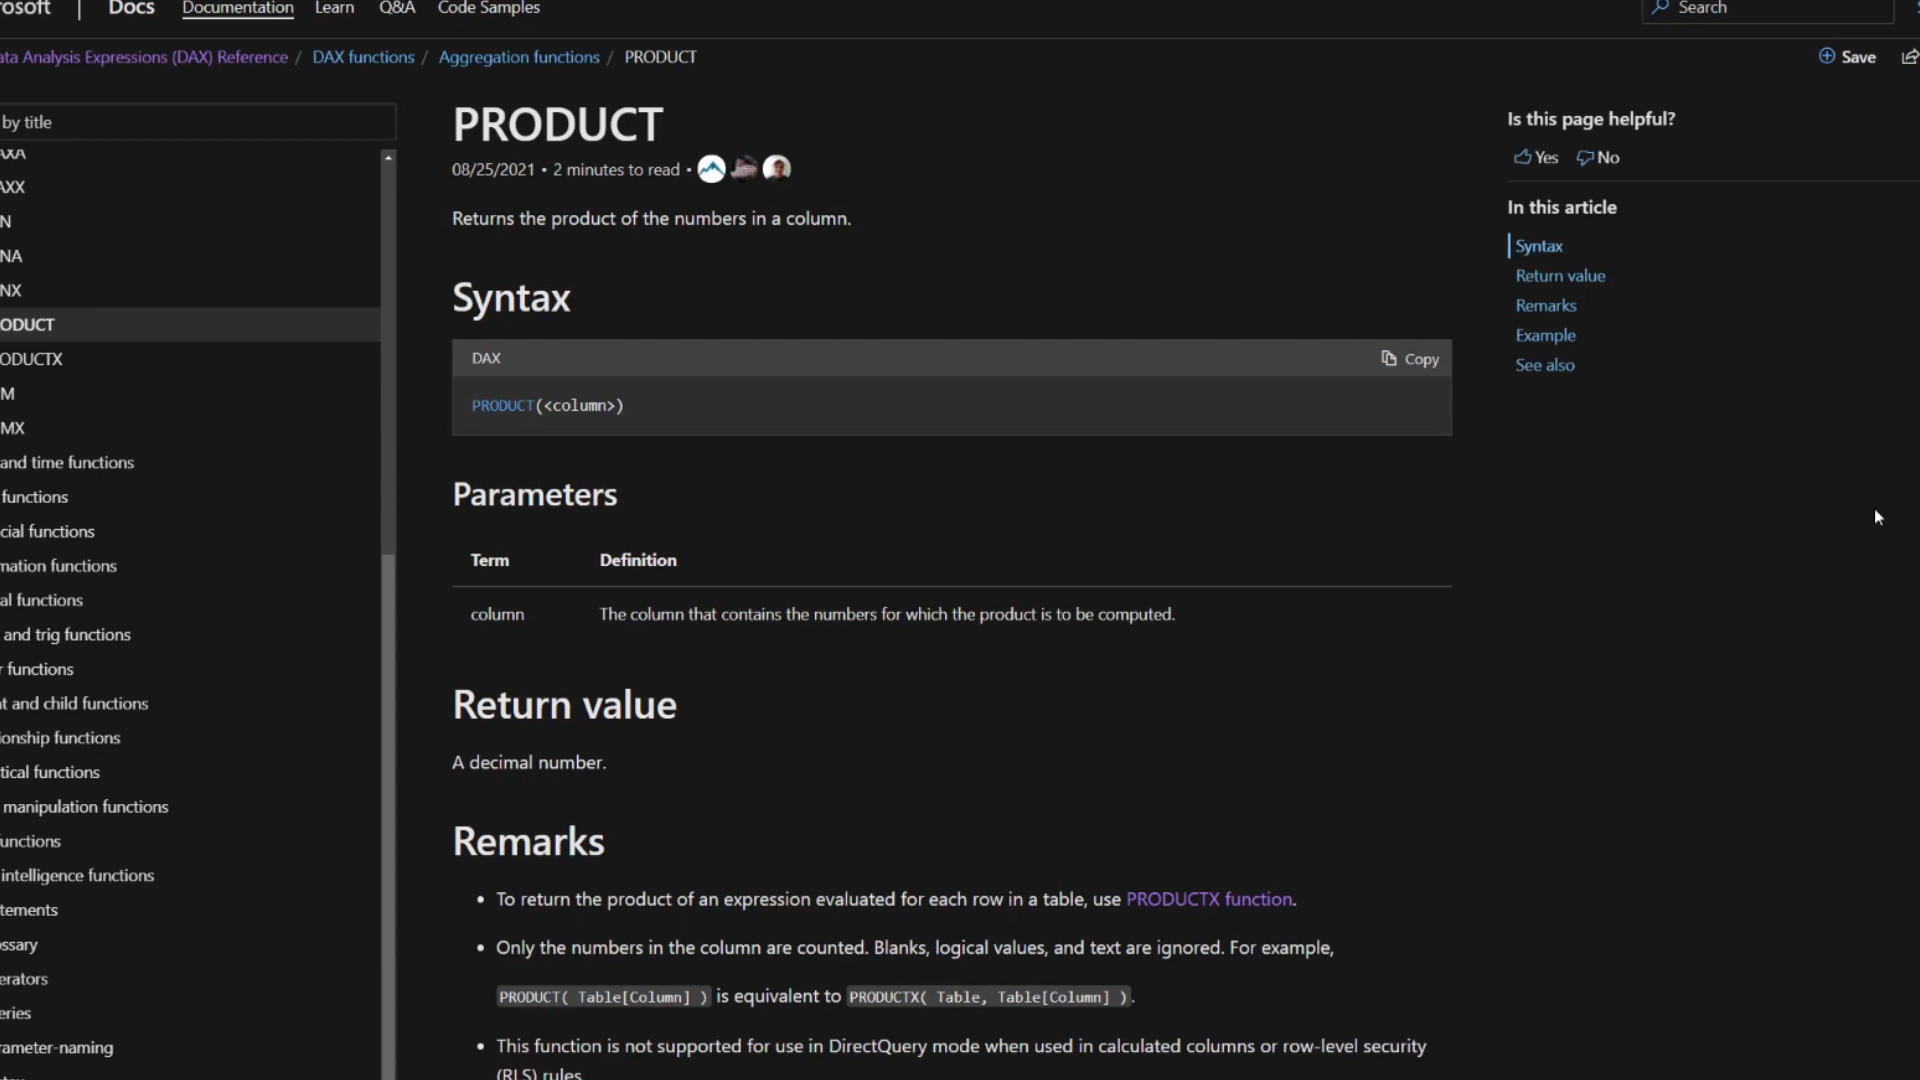 rosoft | Docs Documentation Learn Q&A Code Samples Search
ata Analysis Expressions (DAX) Reference / DAX functions / Aggregation functions / PRODUCT Save
by title
AXA
AXX
N
NA
NX
ODUCT
ODUCTX
M
MX
and time functions
functions
cial functions
mation functions
al functions
and trig functions
r functions
t and child functions
ionship functions
tical functions
manipulation functions
functions
intelligence functions
tements
ossary
erators
eries
rameter-naming
PRODUCT
08/25/2021 • 2 minutes to read •
Returns the product of the numbers in a column.
Syntax
DAX Copy
PRODUCT(<column>)
Parameters
Term Definition
column The column that contains the numbers for which the product is to be computed.
Return value
A decimal number.
Remarks
• To return the product of an expression evaluated for each row in a table, use PRODUCTX function.
• Only the numbers in the column are counted. Blanks, logical values, and text are ignored. For example,
PRODUCT( Table[Column] ) is equivalent to PRODUCTX( Table, Table[Column] ).
• This function is not supported for use in DirectQuery mode when used in calculated columns or row-level security
(RLS) rules
Is this page helpful?
Yes No
In this article
Syntax
Return value
Remarks
Example
See also